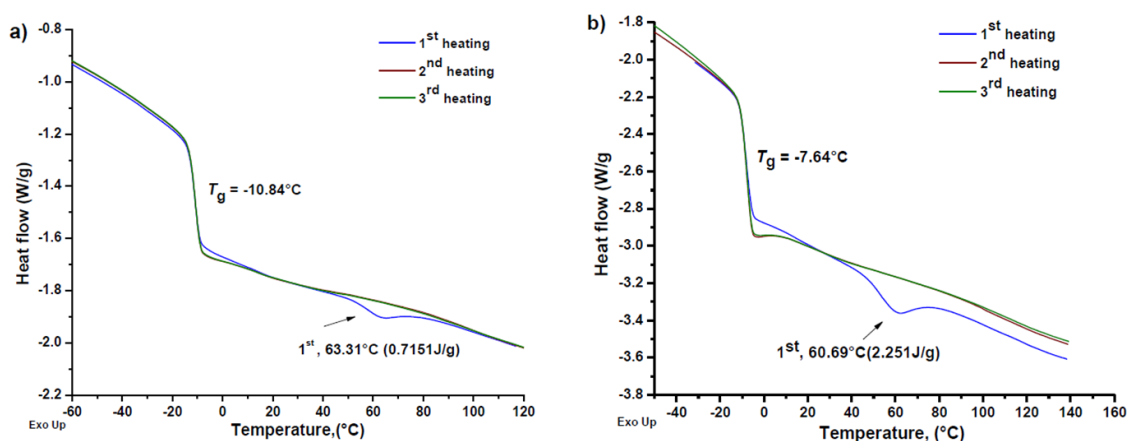 a)
-0.8
-1.0
-1.2
-1.4
-1.6
-1.8
-2.0
-2.2
Heat flow (W/g)
1st heating
2nd heating
3rd heating
Tg = -10.84°C
1st, 63.31°C (0.7151J/g)
-60 -40 -20 0 20 40 60 80 100 120
Exo Up
Temperature,(°C)
b)
-1.8
-2.0
-2.2
-2.6
-2.8
-3.0
-3.2
-3.4
-3.6
-3.8
Heat flow (W/g)
1st heating
2nd heating
3rd heating
Tg = -7.64°C
1st, 60.69°C(2.251J/g)
-40 -20 0 20 40 60 80 100 120 140 160
Exo Up
Temperature, (°C)